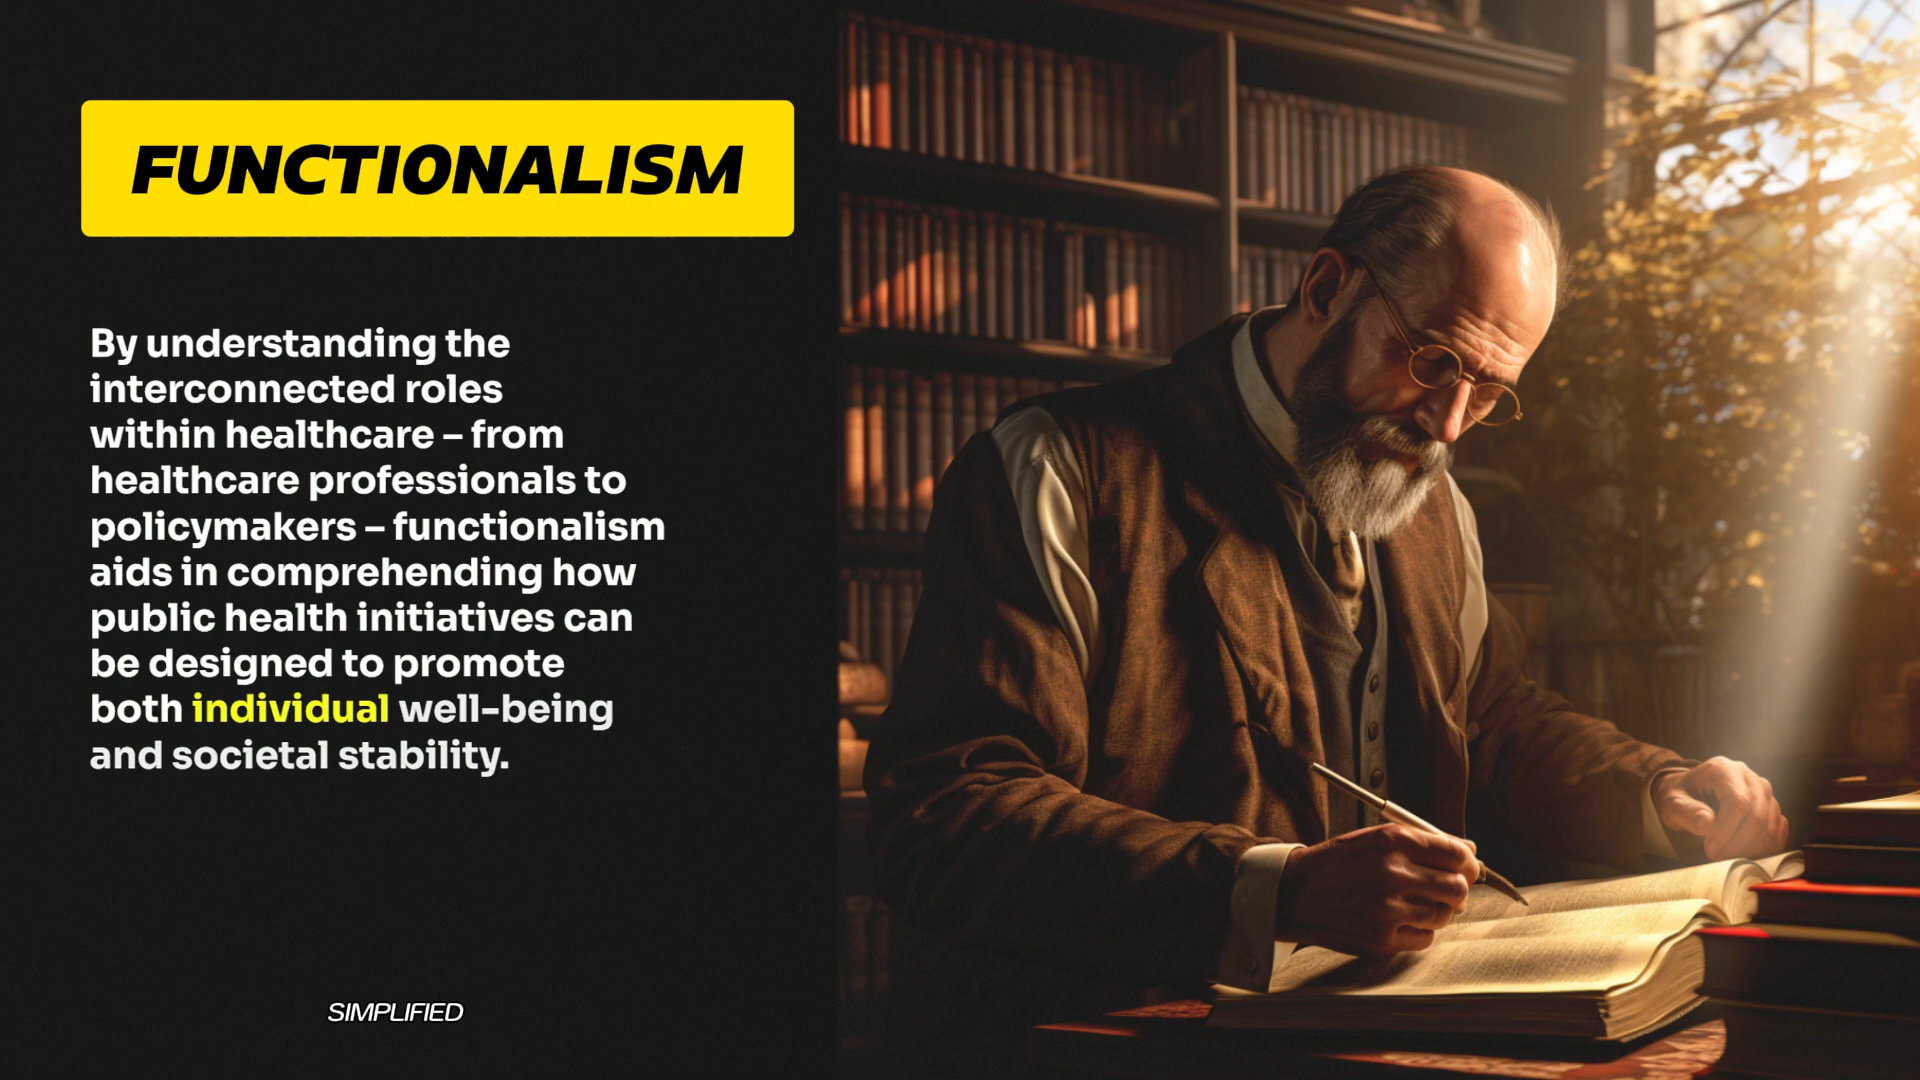 FUNCTIONALISM
By understanding the
interconnected roles
within healthcare – from
healthcare professionals to
policymakers – functionalism
aids in comprehending how
public health initiatives can
be designed to promote
both individual well-being
and societal stability.
SIMPLIFIED